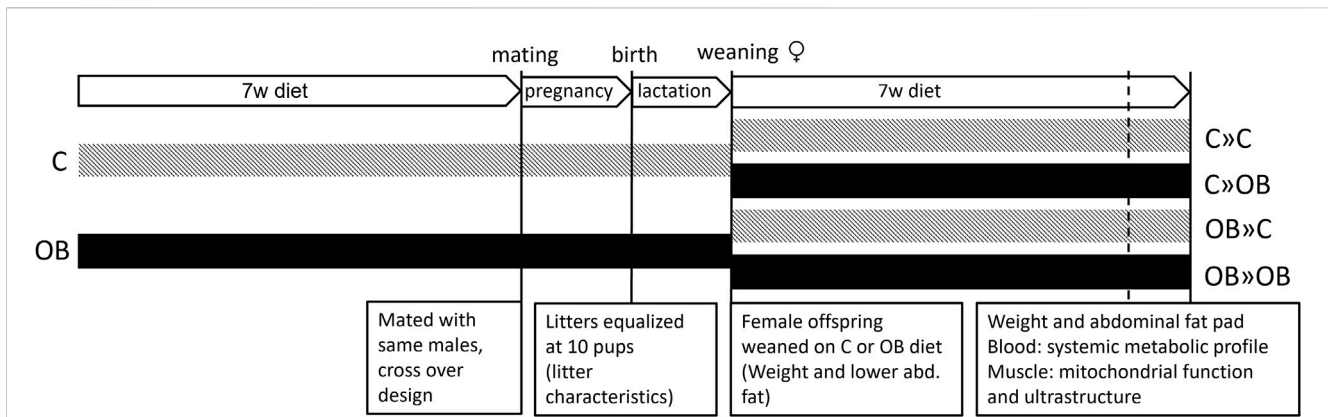 mating
birth
weaning ♀
7w diet
pregnancy
lactation
7w diet
C
C»C
C»OB
OB
OB»C
OB»OB
Mated with
same males,
cross over
design
Litters equalized
at 10 pups
(litter
characteristics)
Female offspring
weaned on C or OB diet
(Weight and lower abd.
fat)
Weight and abdominal fat pad
Blood: systemic metabolic profile
Muscle: mitochondrial function
and ultrastructure